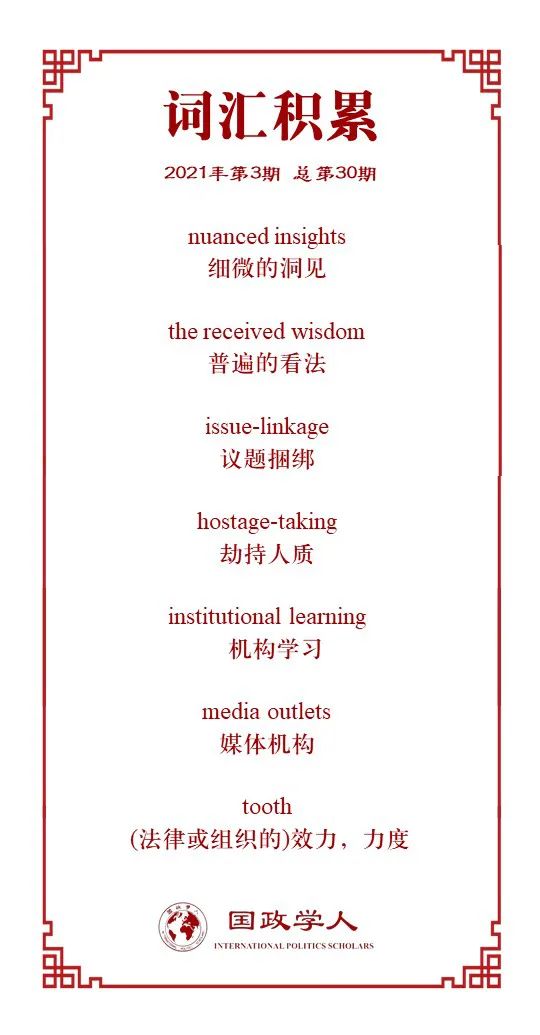 词汇积累
2021年第3期 总第30期
nuanced insights
细微的洞见
the received wisdom
普遍的看法
issue-linkage
议题捆绑
hostage-taking
劫持人质
institutional learning
机构学习
media outlets
媒体机构
tooth
(法律或组织的)效力，力度
国政学人
INTERNATIONAL POLITICS SCHOLARS